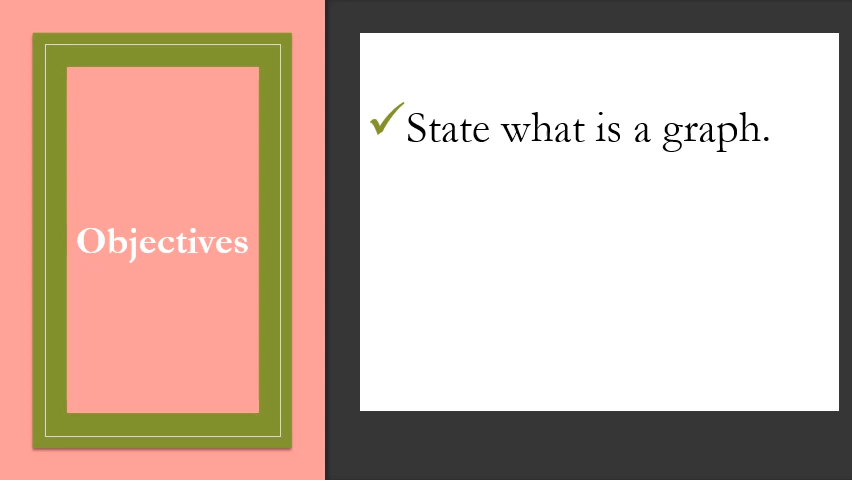 Objectives
✓State what is a graph.